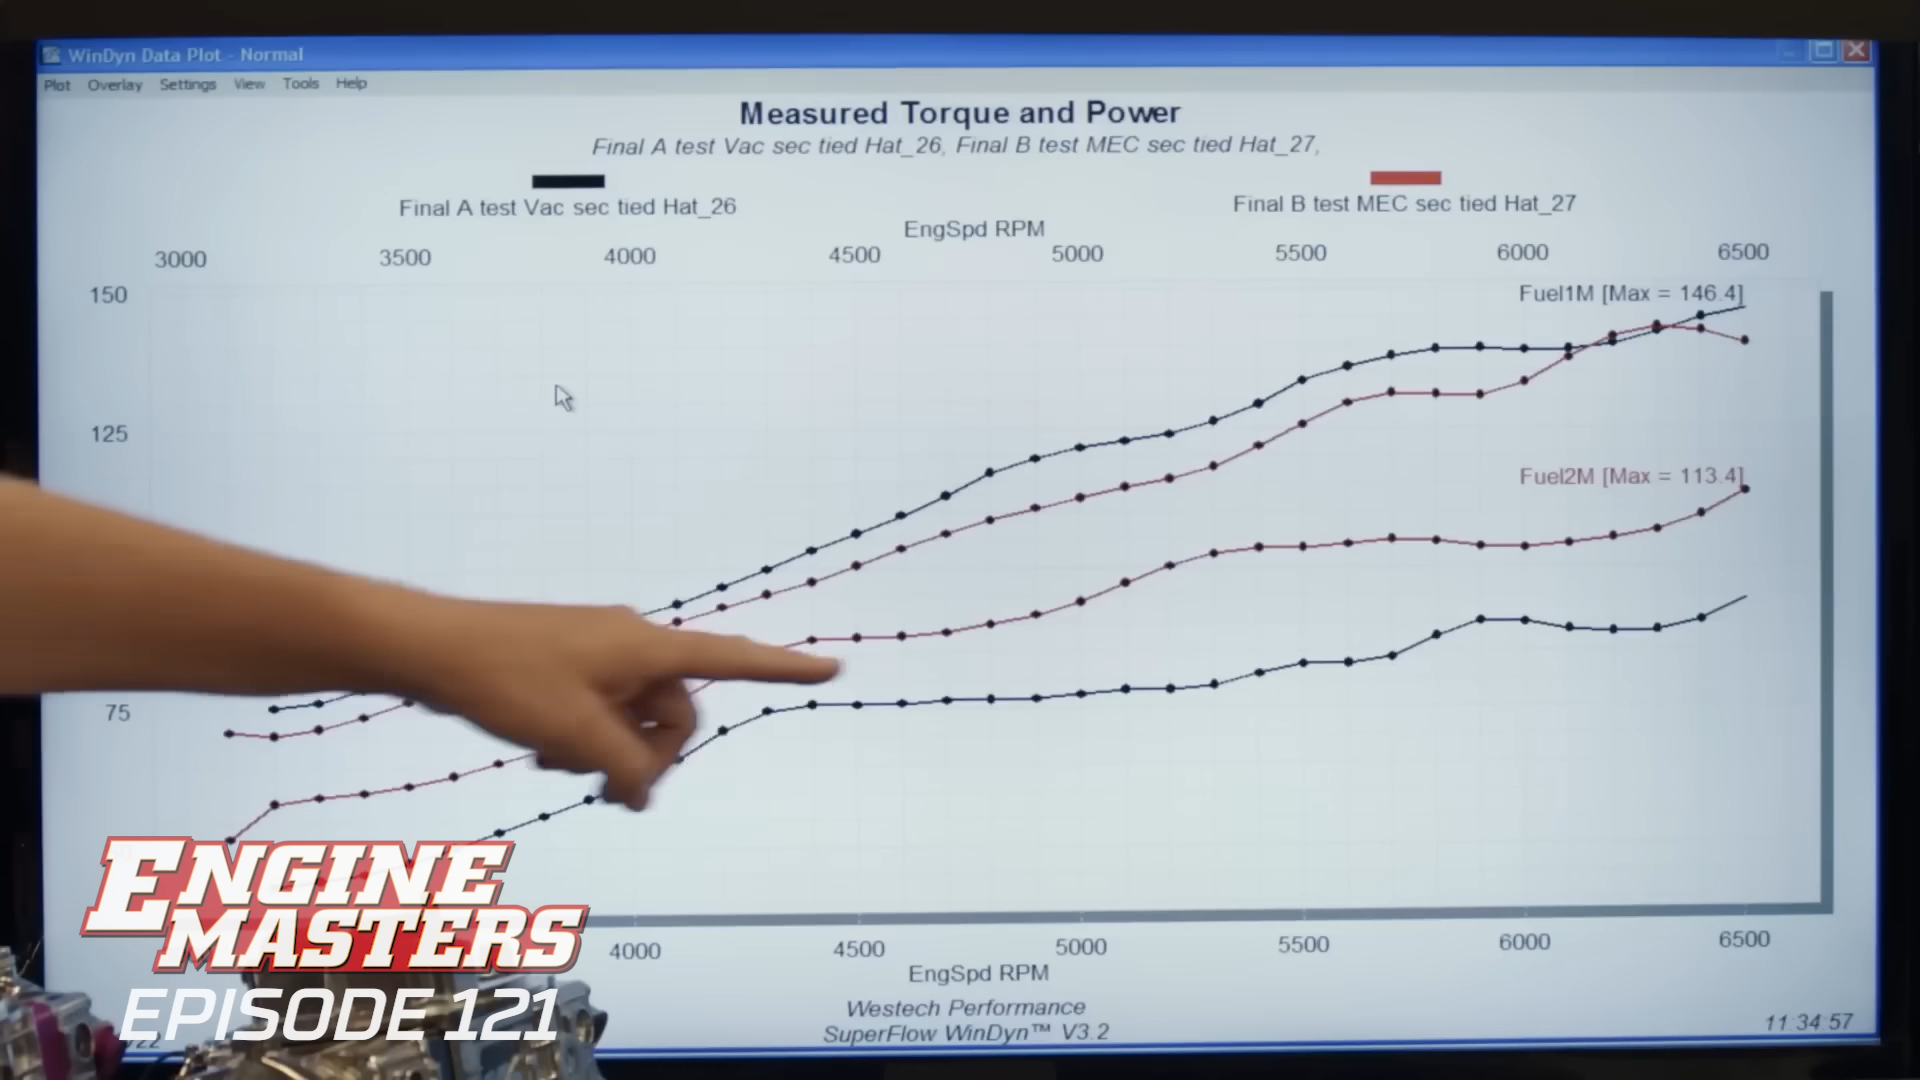 WinDyn Data Plot - Normal
Plot Overlay Settings View Tools Help
Measured Torque and Power
Final A test Vac sec tied Hat_26, Final B test MEC sec tied Hat_27,
Final A test Vac sec tied Hat_26
Final B test MEC sec tied Hat_27
EngSpd RPM
3000 3500 4000 4500 5000 5500 6000 6500
150
Fuel1M [Max = 146.4]
125
Fuel2M [Max = 113.4]
75
4000 4500 5000 5500 6000 6500
EngSpd RPM
Westech Performance
SuperFlow WinDyn™ V3.2
11:34:57
ENGINE
MASTERS
EPISODE 121